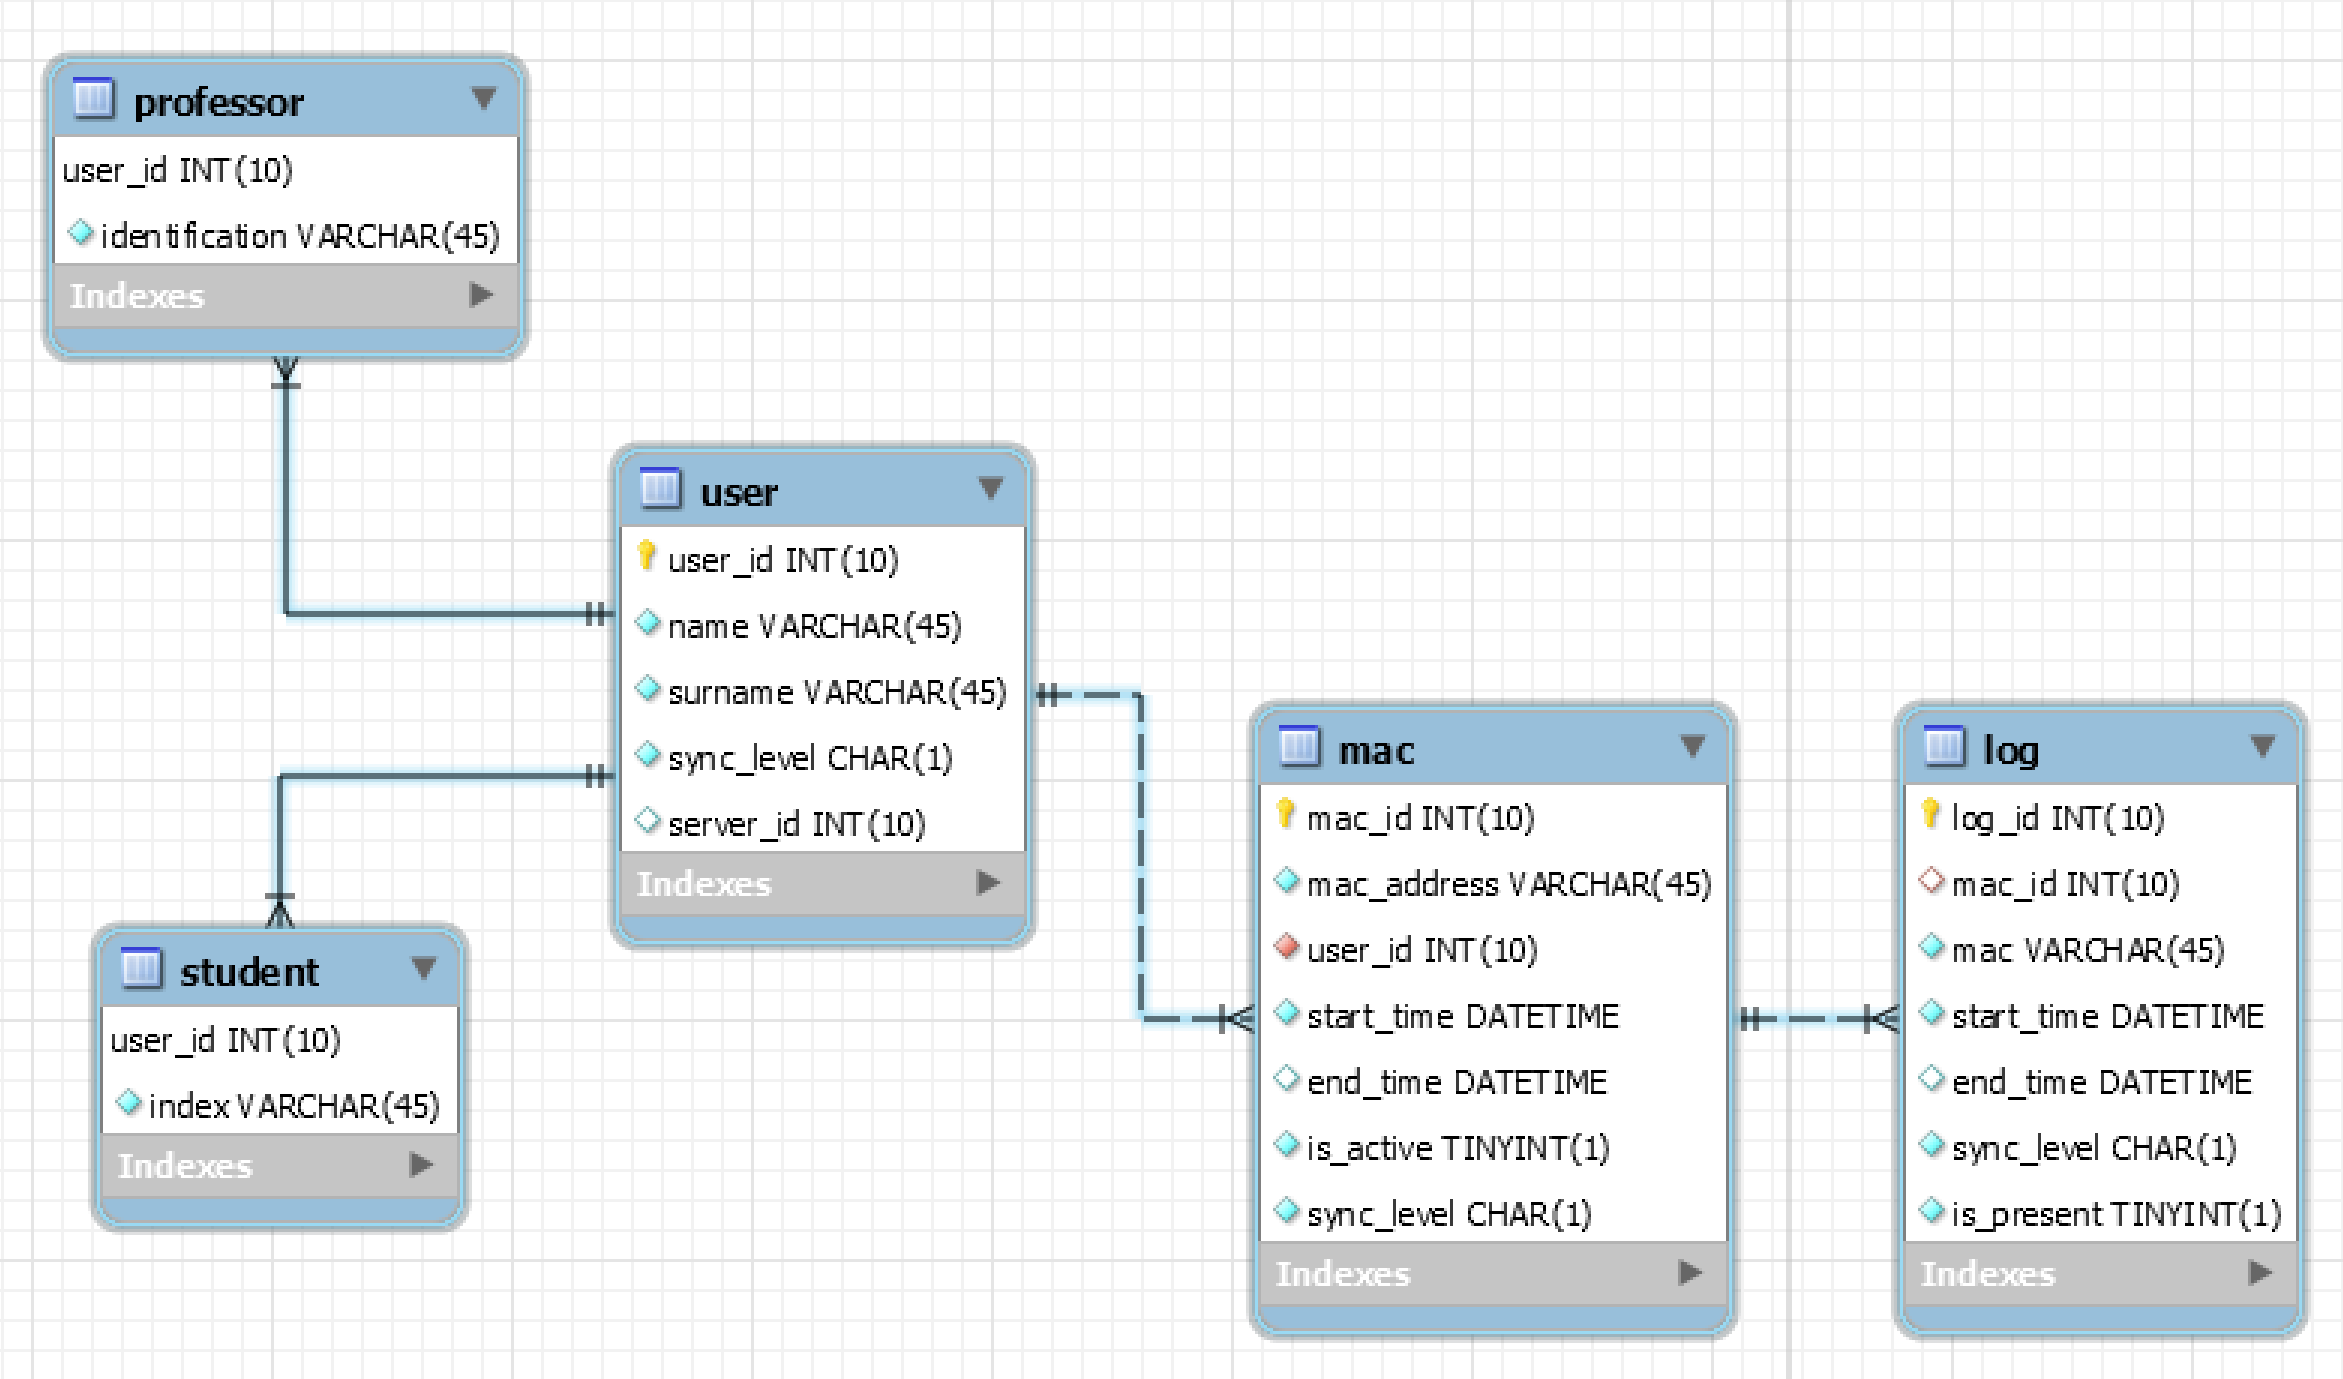 professor
user_id INT(10)
identification VARCHAR(45)
Indexes
user
user_id INT(10)
name VARCHAR(45)
surname VARCHAR(45)
sync_level CHAR(1)
server_id INT(10)
Indexes
student
user_id INT(10)
index VARCHAR(45)
Indexes
mac
mac_id INT(10)
mac_address VARCHAR(45)
user_id INT(10)
start_time DATETIME
end_time DATETIME
is_active TINYINT(1)
sync_level CHAR(1)
Indexes
log
log_id INT(10)
mac_id INT(10)
mac VARCHAR(45)
start_time DATETIME
end_time DATETIME
sync_level CHAR(1)
is_present TINYINT(1)
Indexes